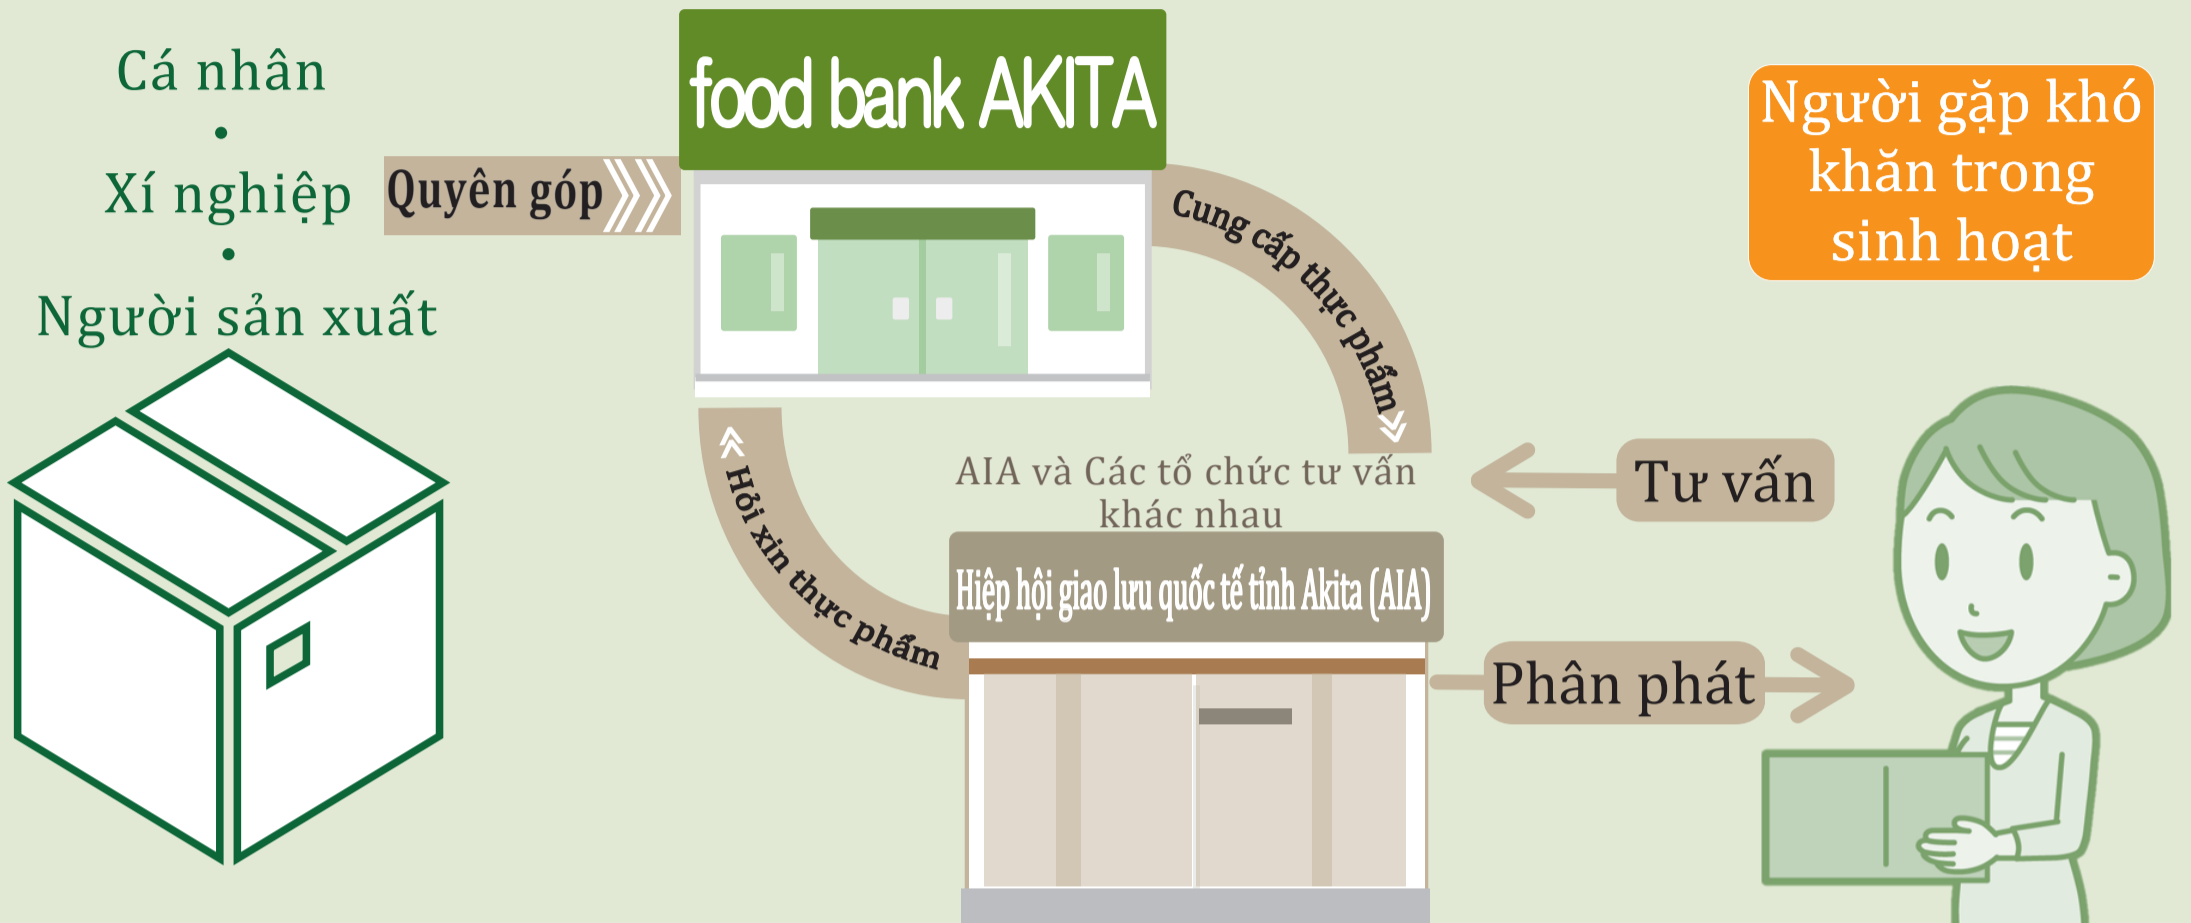 Cá nhân
•
Xí nghiệp
•
Người sản xuất
Quyên góp
food bank AKITA
Cung cấp thực phẩm
Hỏi xin thực phẩm
AIA và Các tổ chức tư vấn
khác nhau
Hiệp hội giao lưu quốc tế tỉnh Akita (AIA)
Người gặp khó
khăn trong
sinh hoạt
Tư vấn
Phân phát